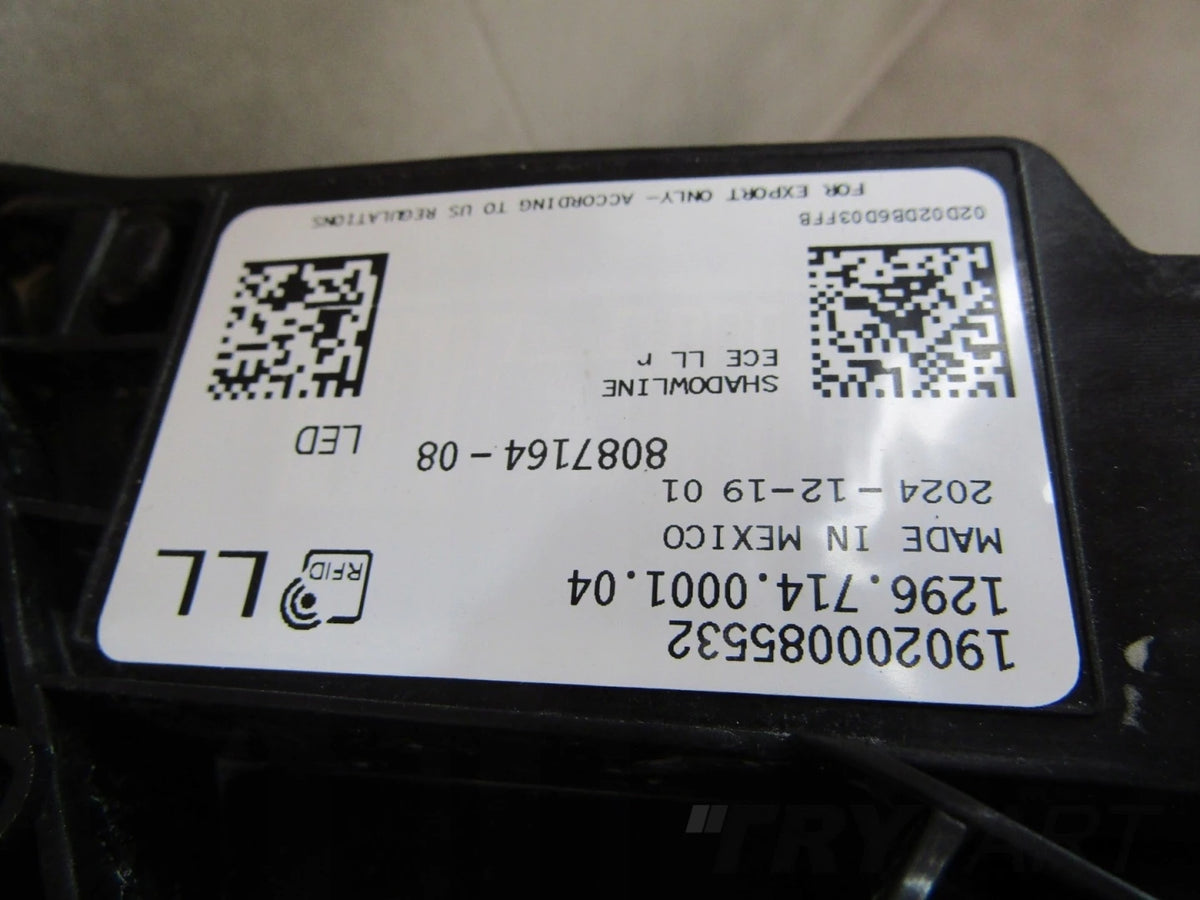 190200085532
1296.714.0001.04
MADE IN MEXICO
2024-12-19 01
8087164-08
LED
RFID
LL
SHADOWLINE
ECE LL r
02D02DB6D03FFB
FOR EXPORT ONLY- ACCORDING TO US REGULATIONS